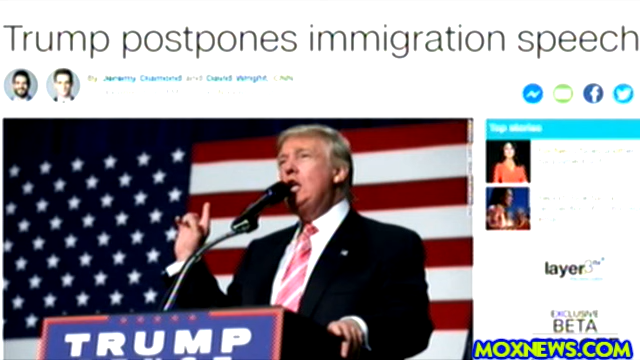 Trump postpones immigration speech
By Jeremy Diamond and David Wright, CNN
Top stories
TRUMP
layer3
EXCLUSIVE
BETA
MOXNEWS.COM